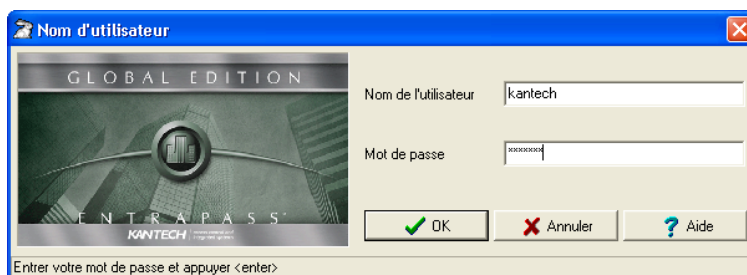 Nom d'utilisateur
GLOBAL EDITION
ENTRAPASS
KANTECH
Nom de l'utilisateur
kantech
Mot de passe
*******
OK
Annuler
Aide
Entrer votre mot de passe et appuyer <enter>